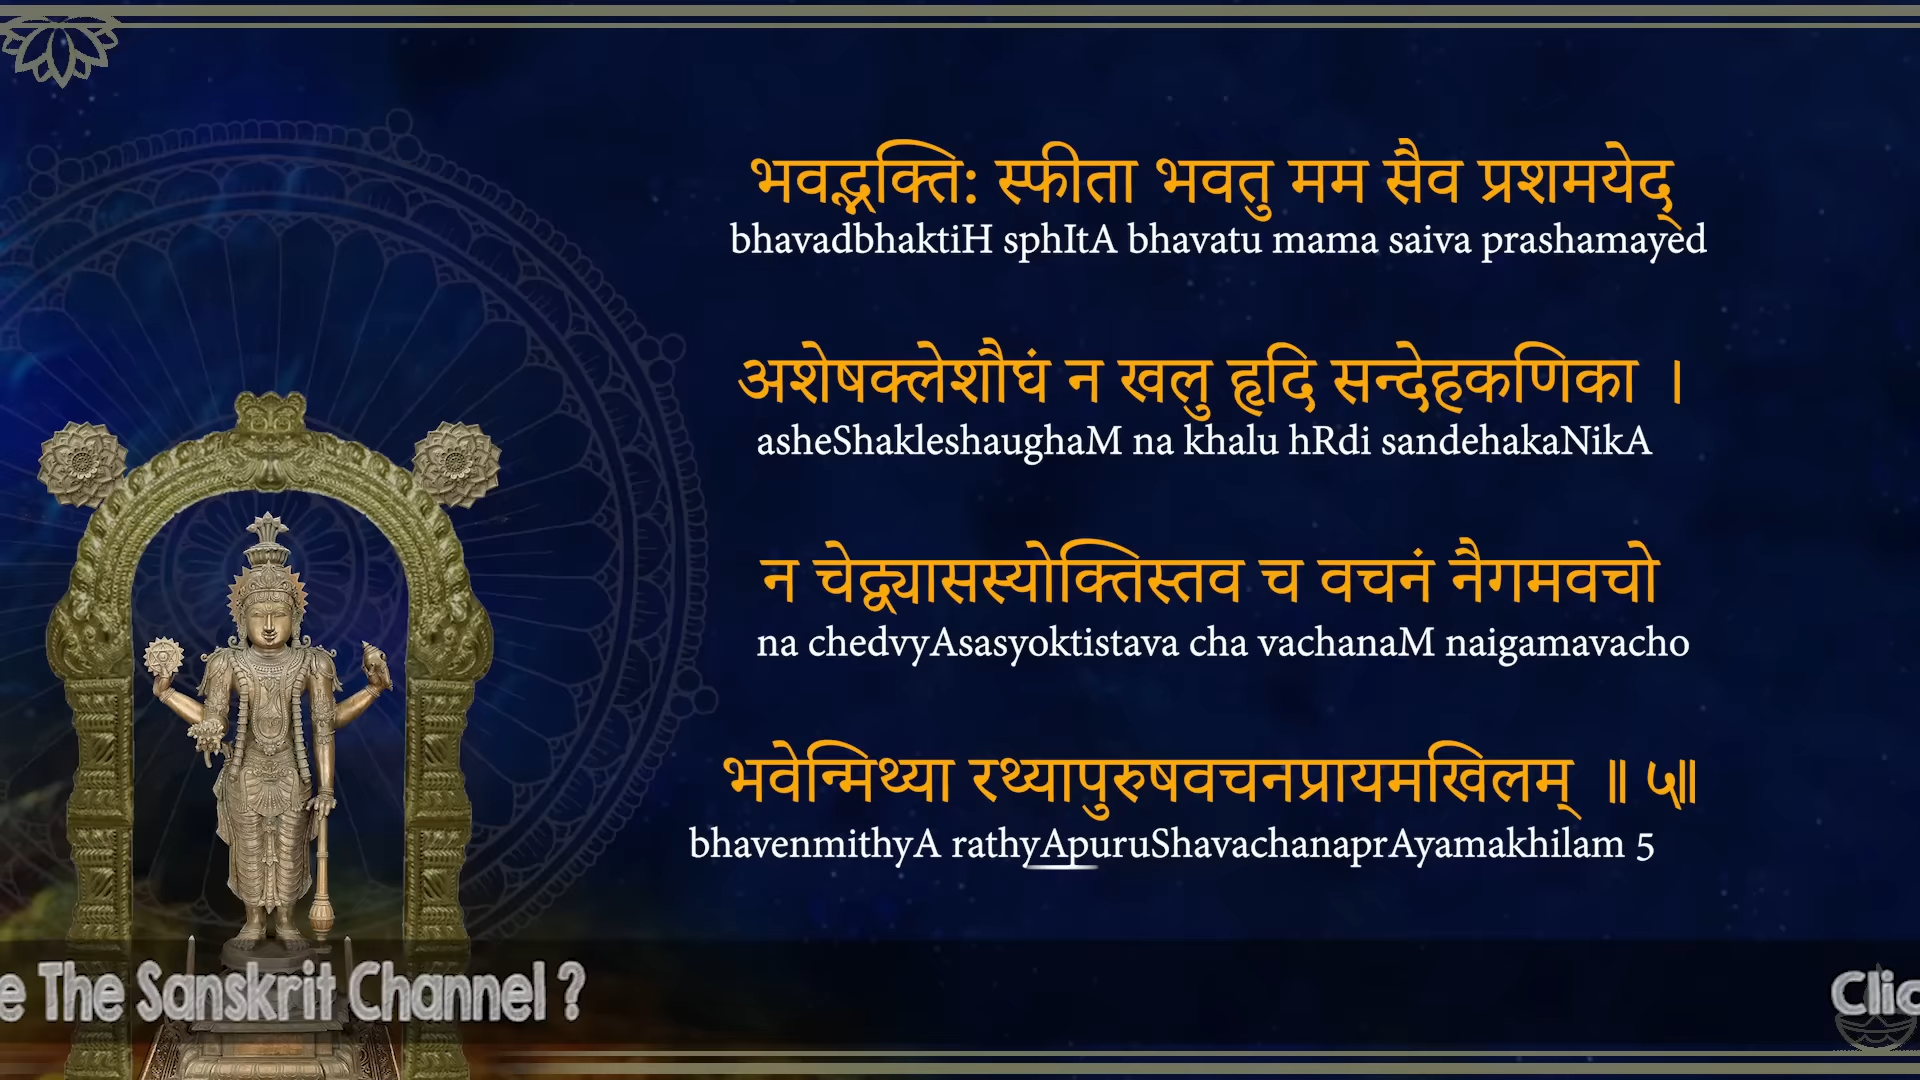 भवद्भक्ति: स्फीता भवतु मम सैव प्रशमयेद्
bhavadbhaktiH sphItA bhavatu mama saiva prashamayed
अशेषक्लेशौघं न खलु हृदि सन्देहकणिका ।
asheShakleshaughaM na khalu hRdi sandehakaNikA
न चेद्व्यासस्योक्तिस्तव च वचनं नैगमवचो
na chedvyAsasyoktistava cha vachanaM naigamavacho
भवेन्मिथ्या रथ्यापुरुषवचनप्रायमखिलम् ॥ ५॥
bhavenmithyA rathyApuruShavachanaprAyamakhilam 5
e The Sanskrit Channel ?
Clic